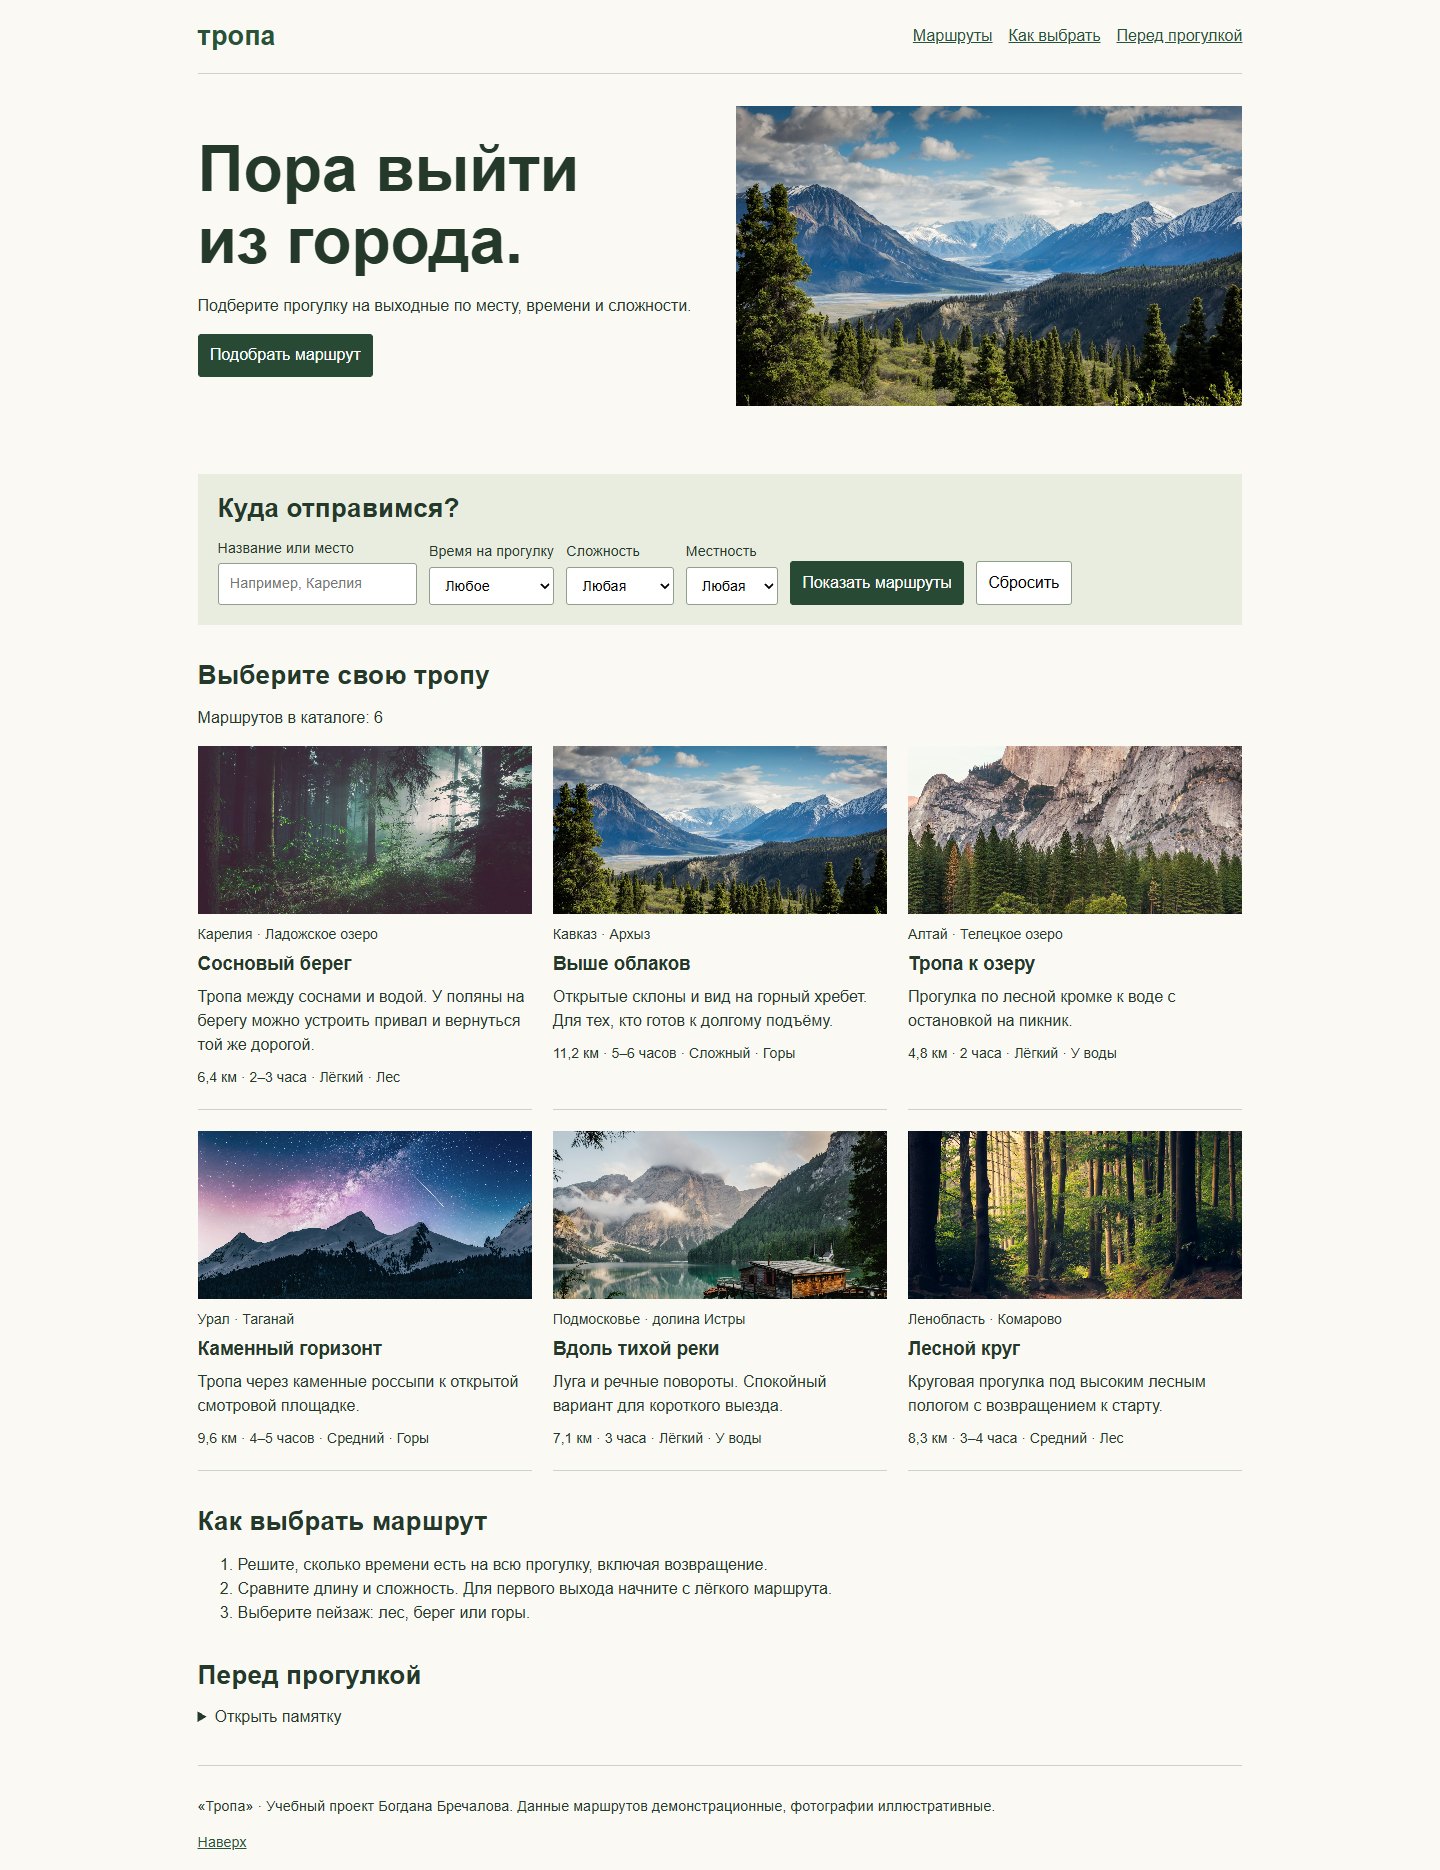 тропа
Маршруты Как выбрать Перед прогулкой
Пора выйти
из города.
Подберите прогулку на выходные по месту, времени и сложности.
Подобрать маршрут
Куда отправимся?
Название или место
Время на прогулку
Сложность
Местность
Например, Карелия
Любое
Любая
Любая
Показать маршруты
Сбросить
Выберите свою тропу
Маршрутов в каталоге: 6
Карелия · Ладожское озеро
Сосновый берег
Тропа между соснами и водой. У поляны на
берегу можно устроить привал и вернуться
той же дорогой.
6,4 км · 2–3 часа · Лёгкий · Лес
Кавказ · Архыз
Выше облаков
Открытые склоны и вид на горный хребет.
Для тех, кто готов к долгому подъёму.
11,2 км · 5–6 часов · Сложный · Горы
Алтай · Телецкое озеро
Тропа к озеру
Прогулка по лесной кромке к воде с
остановкой на пикник.
4,8 км · 2 часа · Лёгкий · У воды
Урал · Таганай
Каменный горизонт
Тропа через каменные россыпи к открытой
смотровой площадке.
9,6 км · 4–5 часов · Средний · Горы
Подмосковье · долина Истры
Вдоль тихой реки
Луга и речные повороты. Спокойный
вариант для короткого выезда.
7,1 км · 3 часа · Лёгкий · У воды
Ленобласть · Комарово
Лесной круг
Круговая прогулка под высоким лесным
пологом с возвращением к старту.
8,3 км · 3–4 часа · Средний · Лес
Как выбрать маршрут
1. Решите, сколько времени есть на всю прогулку, включая возвращение.
2. Сравните длину и сложность. Для первого выхода начните с лёгкого маршрута.
3. Выберите пейзаж: лес, берег или горы.
Перед прогулкой
Открыть памятку
«Тропа» · Учебный проект Богдана Бречалова. Данные маршрутов демонстрационные, фотографии иллюстративные.
Наверх